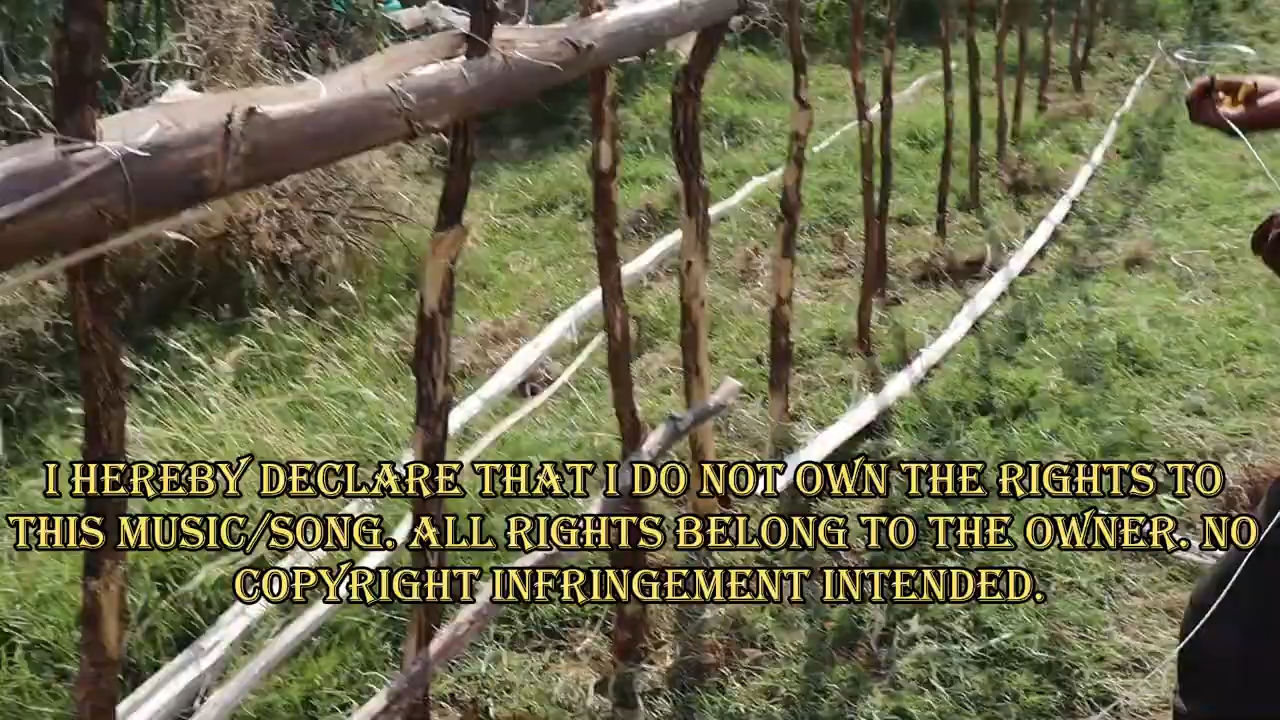 I HEREBY DECLARE THAT I DO NOT OWN THE RIGHTS TO
THIS MUSIC/SONG. ALL RIGHTS BELONG TO THE OWNER. NO
COPYRIGHT INFRINGEMENT INTENDED.